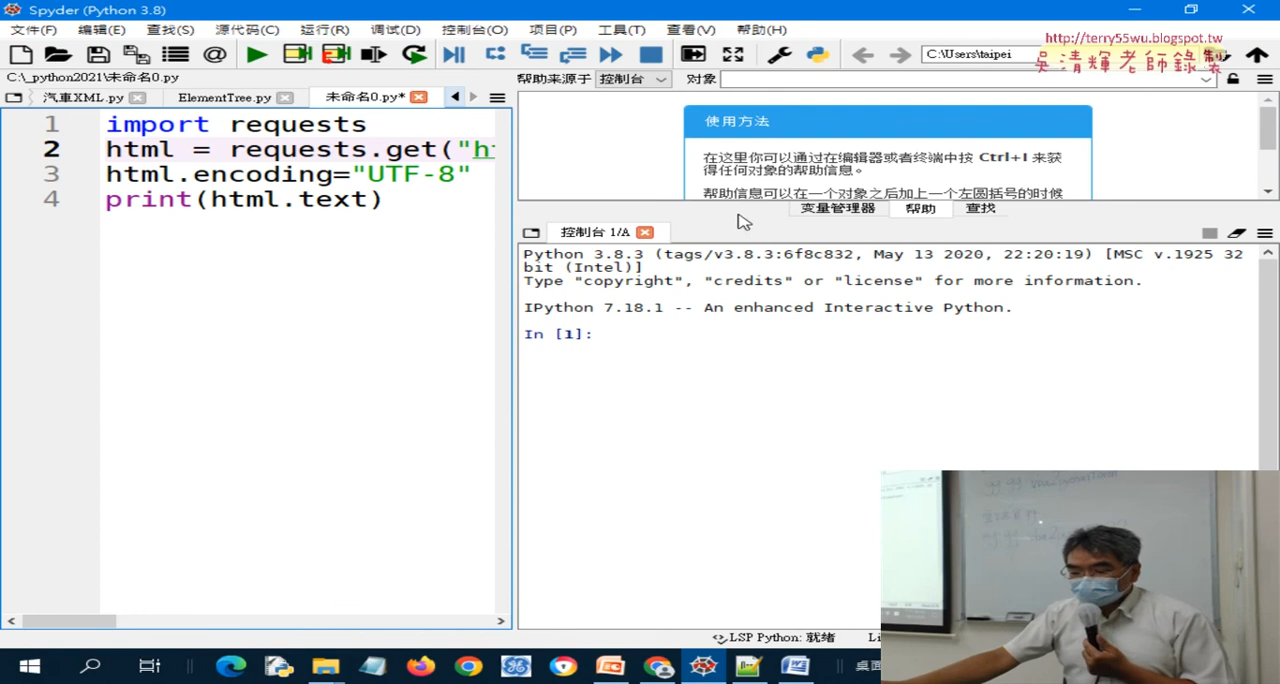 Spyder (Python 3.8)
文件(F) 编辑(E) 查找(S) 源代码(C) 运行(R) 调试(D) 控制台(O) 项目(P) 工具(T) 查看(V) 帮助(H)
http://terry55wu.blogspot.tw
C:\Users\taipei
吳清輝老師錄製
C:\_python2021\未命名0.py
帮助来源于 控制台 对象
汽車XML.py ElementTree.py 未命名0.py*
1 import requests
2 html = requests.get("ht
3 html.encoding="UTF-8"
4 print(html.text)
使用方法
在这里你可以通过在编辑器或者终端中按 Ctrl+I 来获
得任何对象的帮助信息。
帮助信息可以在一个对象之后加上一个左圆括号的时候
变量管理器 帮助 查找
控制台 1/A
Python 3.8.3 (tags/v3.8.3:6f8c832, May 13 2020, 22:20:19) [MSC v.1925 32
bit (Intel)]
Type "copyright", "credits" or "license" for more information.
IPython 7.18.1 -- An enhanced Interactive Python.
In [1]:
LSP Python: 就绪 Li
桌面